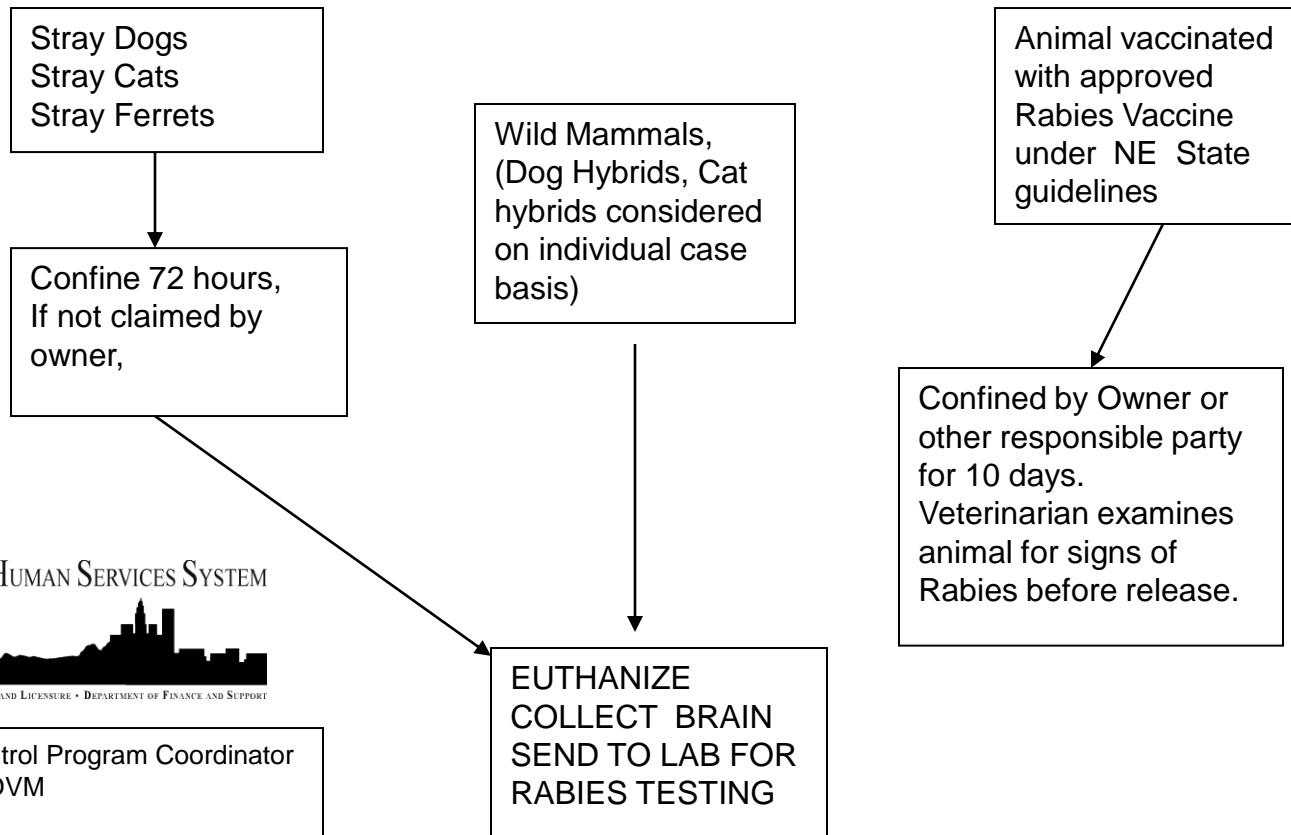 Stray Dogs
Stray Cats
Stray Ferrets
Confine 72 hours,
If not claimed by
owner,
Wild Mammals,
(Dog Hybrids, Cat
hybrids considered
on individual case
basis)
Animal vaccinated
with approved
Rabies Vaccine
under NE State
guidelines
Confined by Owner or
other responsible party
for 10 days.
Veterinarian examines
animal for signs of
Rabies before release.
HUMAN SERVICES SYSTEM
AND LICENSURE • DEPARTMENT OF FINANCE AND SUPPORT
trol Program Coordinator
DVM
EUTHANIZE
COLLECT BRAIN
SEND TO LAB FOR
RABIES TESTING